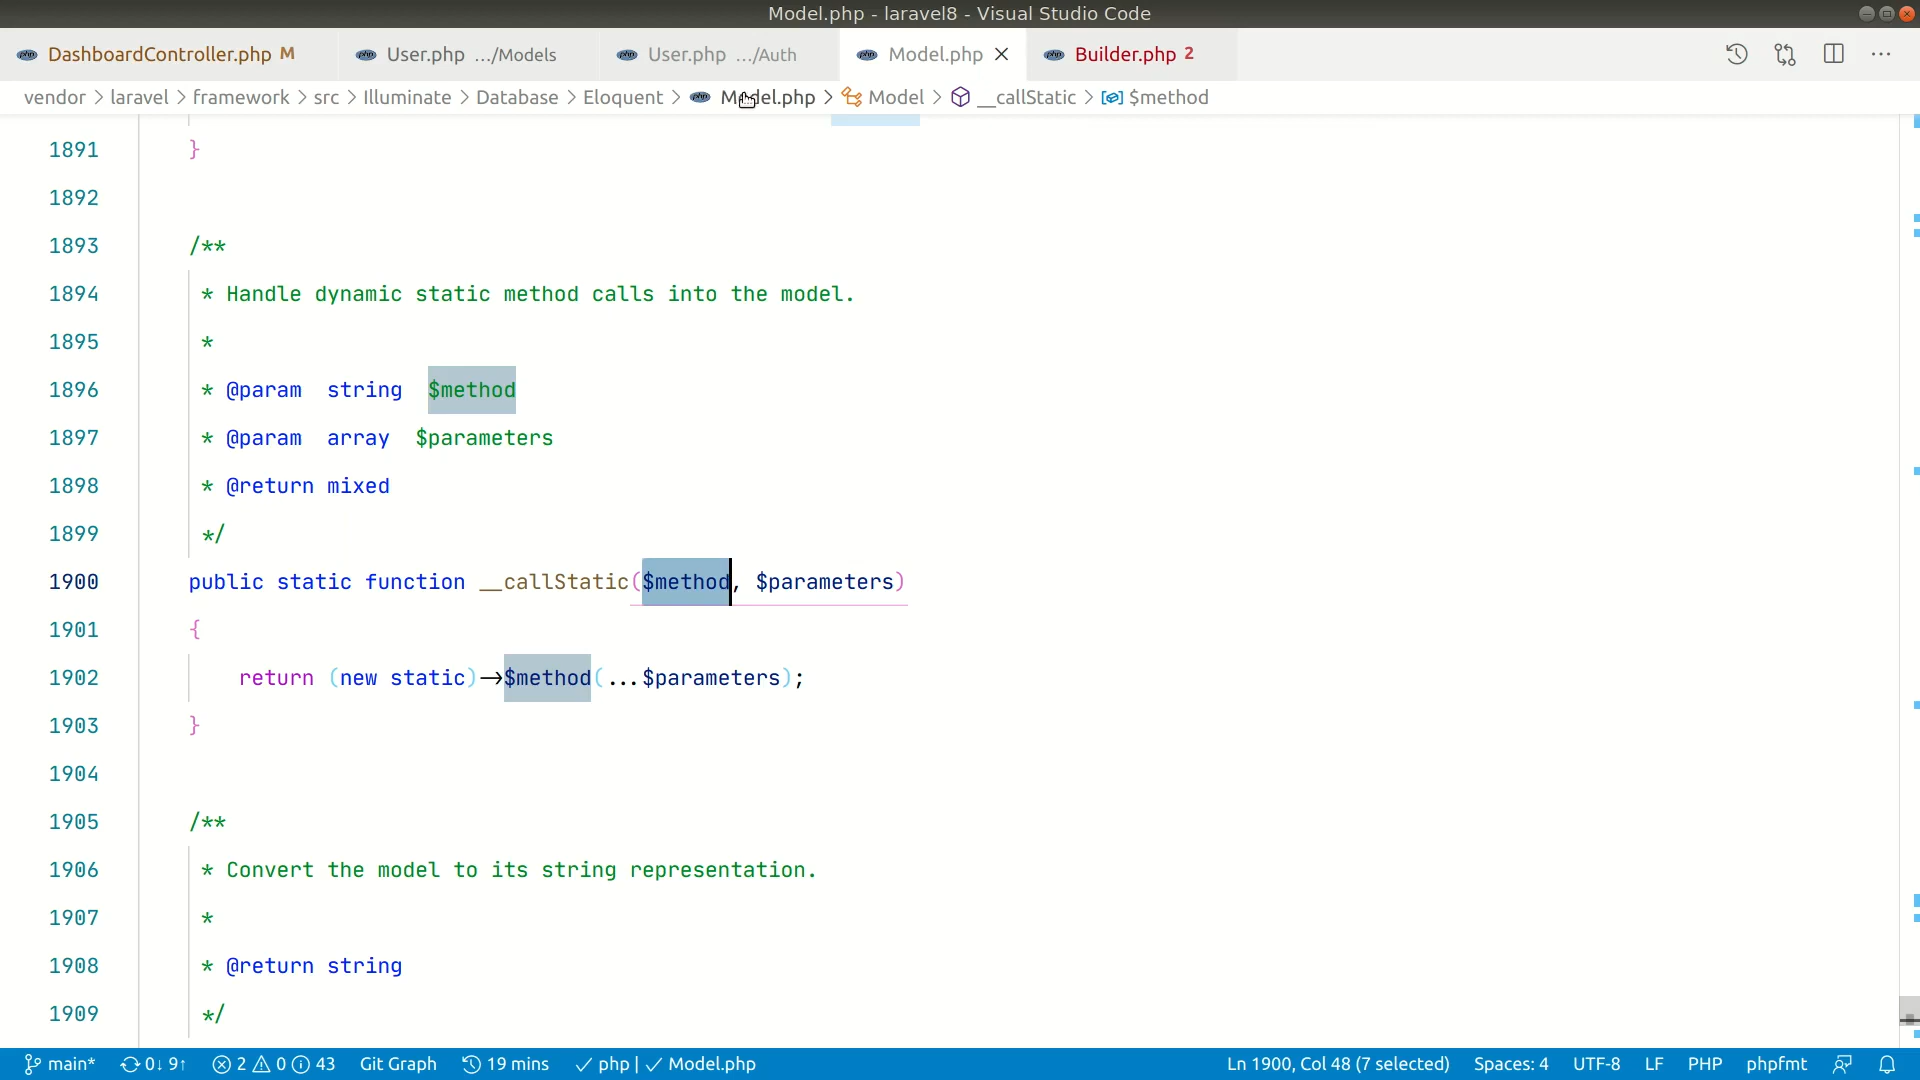 Model.php - laravel8 - Visual Studio Code
DashboardController.php M User.php .../Models User.php .../Auth Model.php Builder.php 2
vendor > laravel > framework > src > Illuminate > Database > Eloquent > Model.php > Model > __callStatic > $method
1891 }
1892
1893 /**
1894 * Handle dynamic static method calls into the model.
1895 *
1896 * @param string $method
1897 * @param array $parameters
1898 * @return mixed
1899 */
1900 public static function __callStatic($method, $parameters)
1901 {
1902 return (new static)->$method(...$parameters);
1903 }
1904
1905 /**
1906 * Convert the model to its string representation.
1907 *
1908 * @return string
1909 */
main* 0↓ 9↑ 2 0 43 Git Graph 19 mins ✓ php | ✓ Model.php Ln 1900, Col 48 (7 selected) Spaces: 4 UTF-8 LF PHP phpfmt